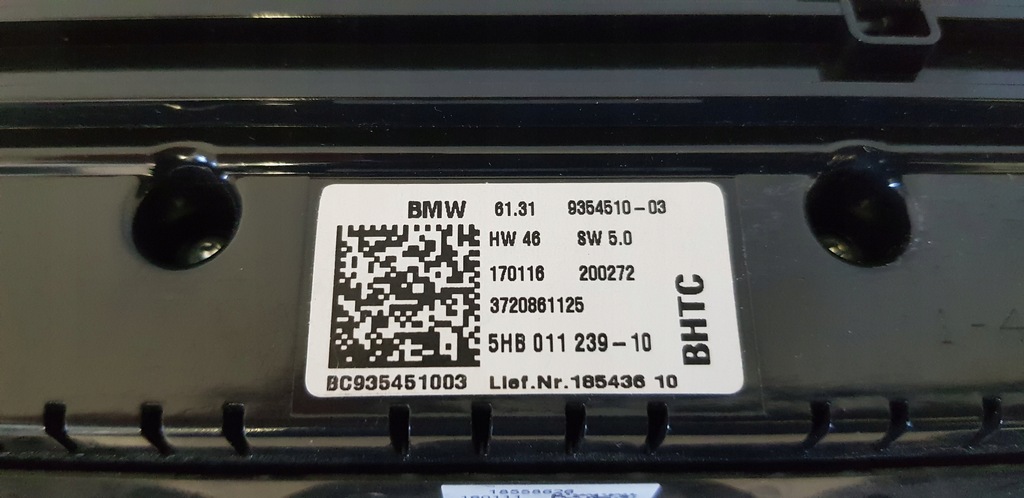 BMW 61.31 9354510-03
HW 46 SW 5.0
170116 200272
3720861125
5HB 011 239-10
BHTC
BC935451003 Lief.Nr.185436 10